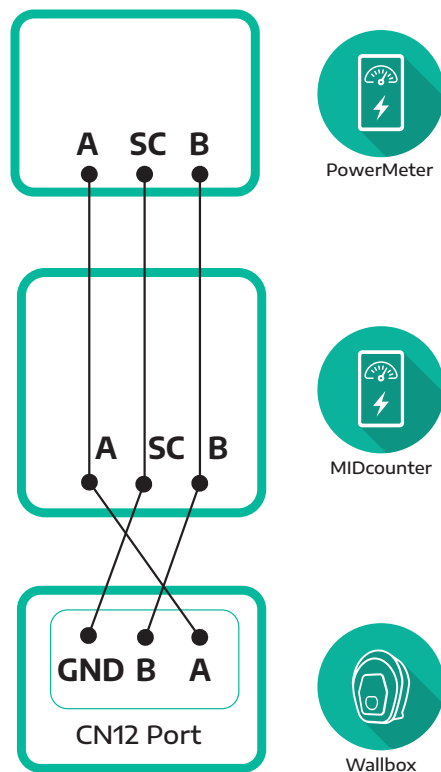 A SC B
PowerMeter
A SC B
MIDcounter
GND B A
CN12 Port
Wallbox